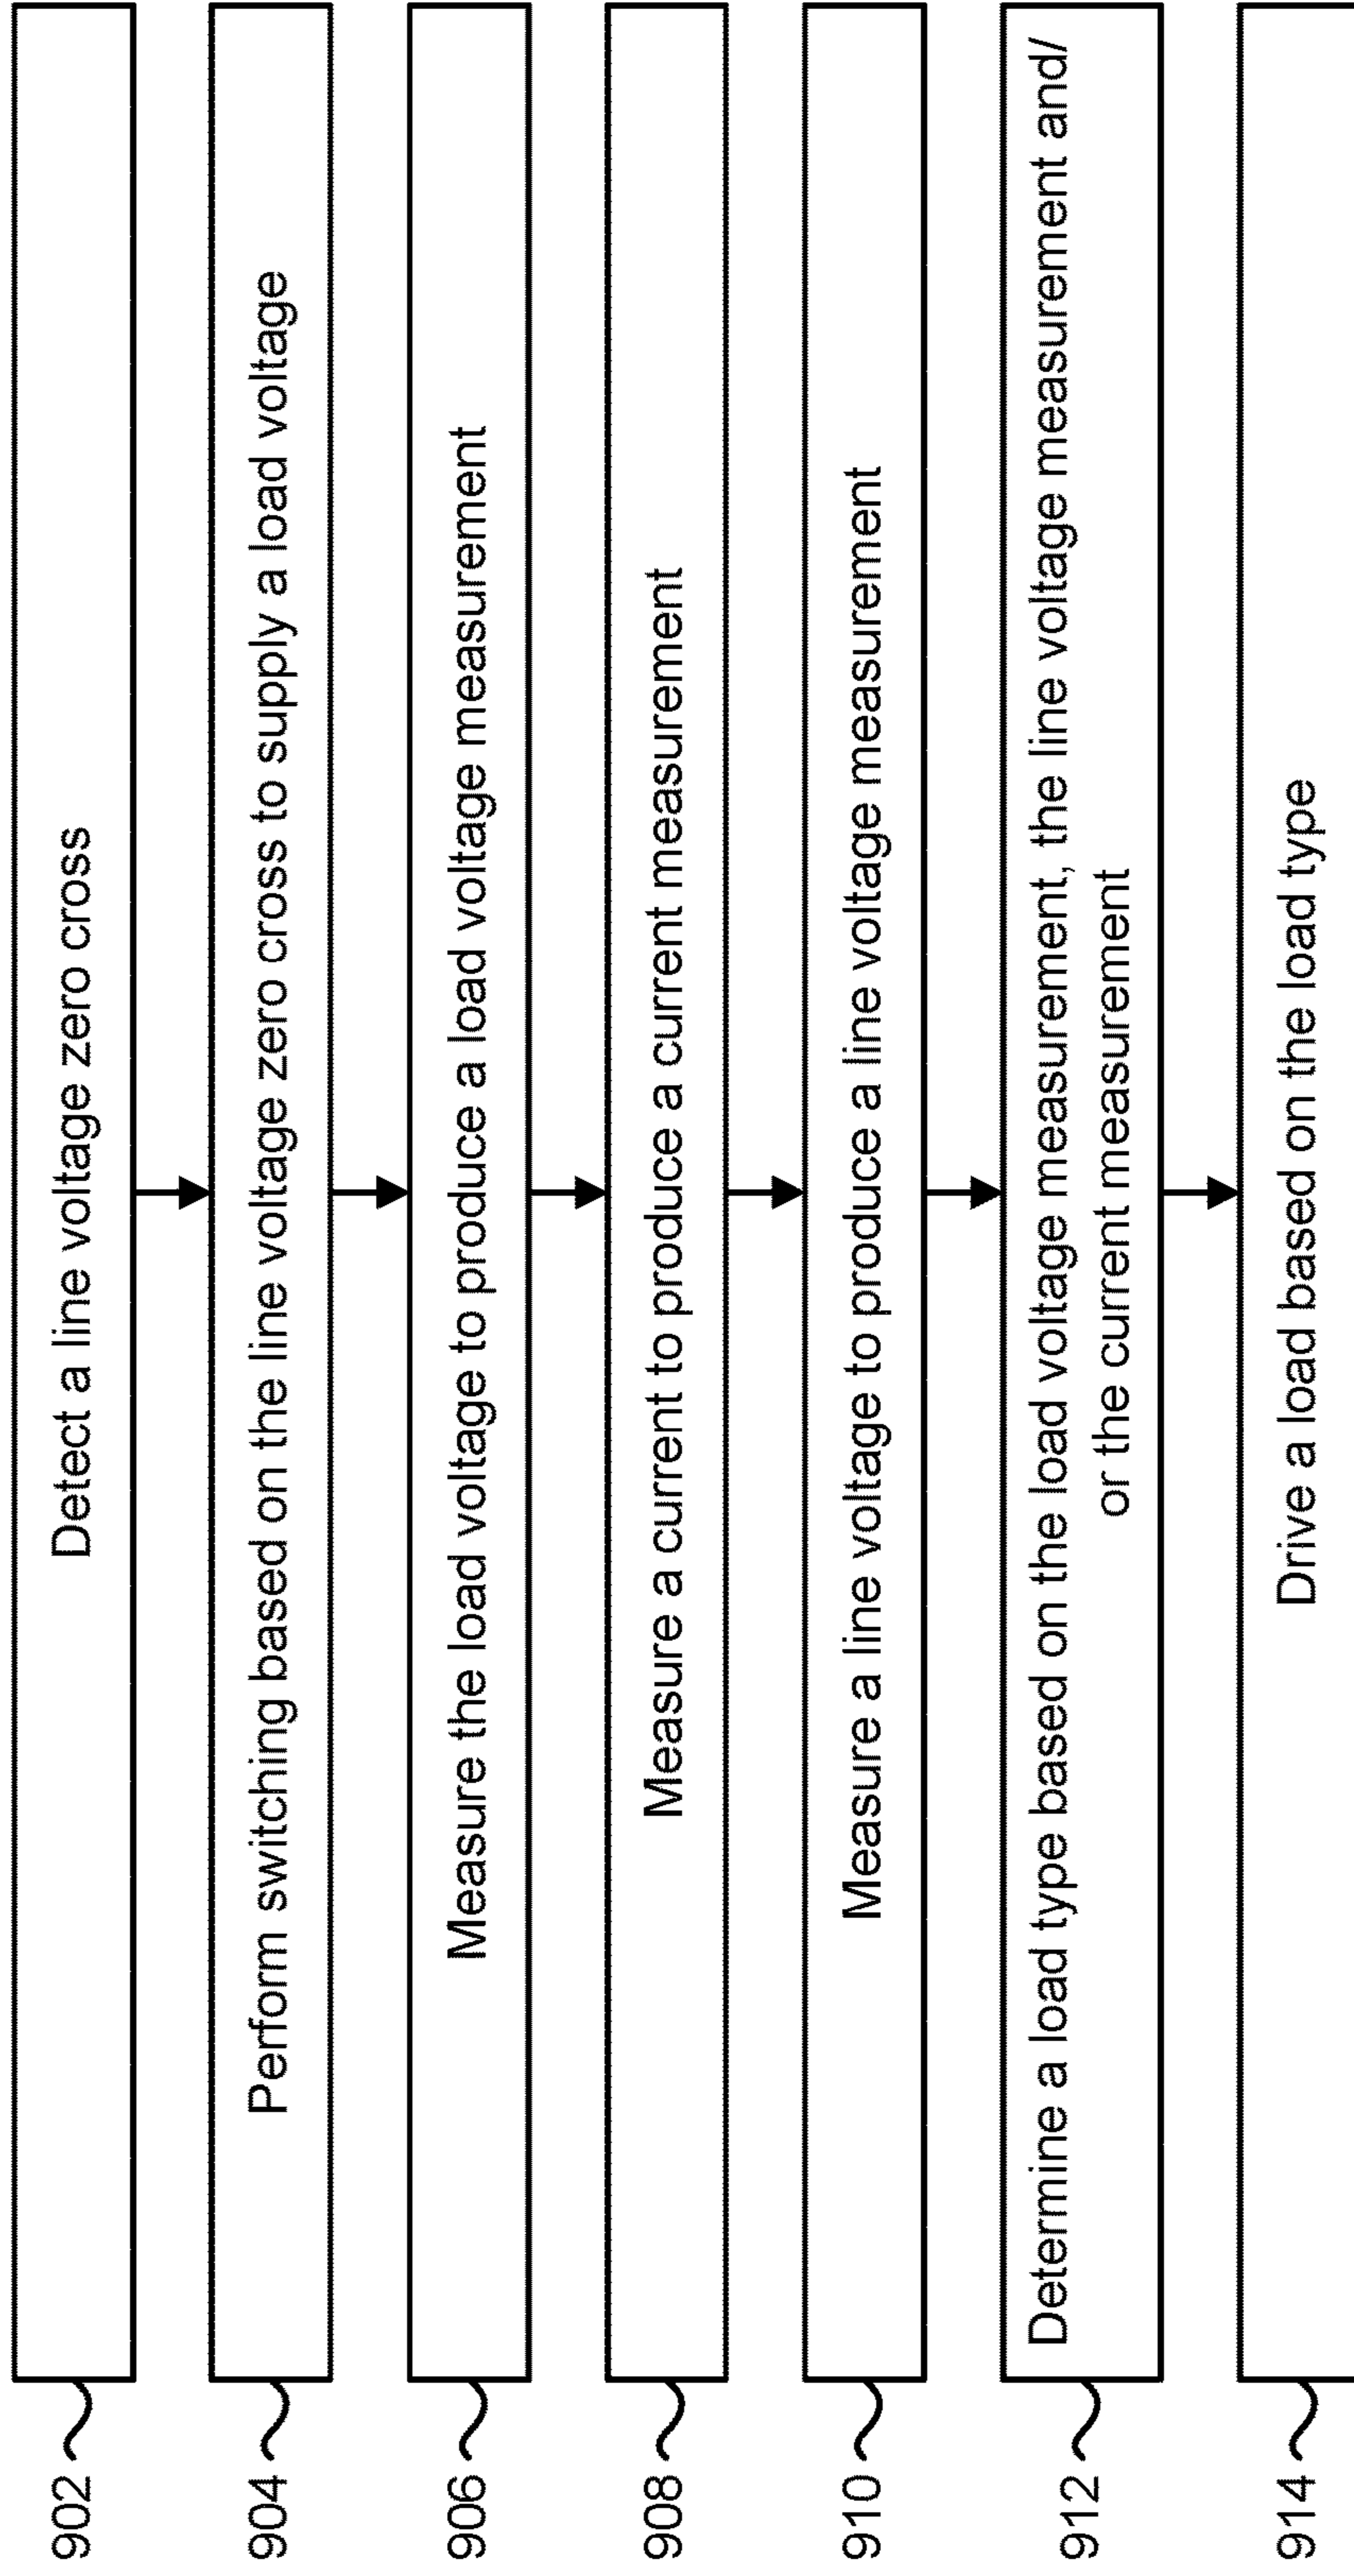 902
Detect a line voltage zero cross
904
Perform switching based on the line voltage zero cross to supply a load voltage
906
Measure the load voltage to produce a load voltage measurement
908
Measure a current to produce a current measurement
910
Measure a line voltage to produce a line voltage measurement
912
Determine a load type based on the load voltage measurement, the line voltage measurement and/
or the current measurement
914
Drive a load based on the load type